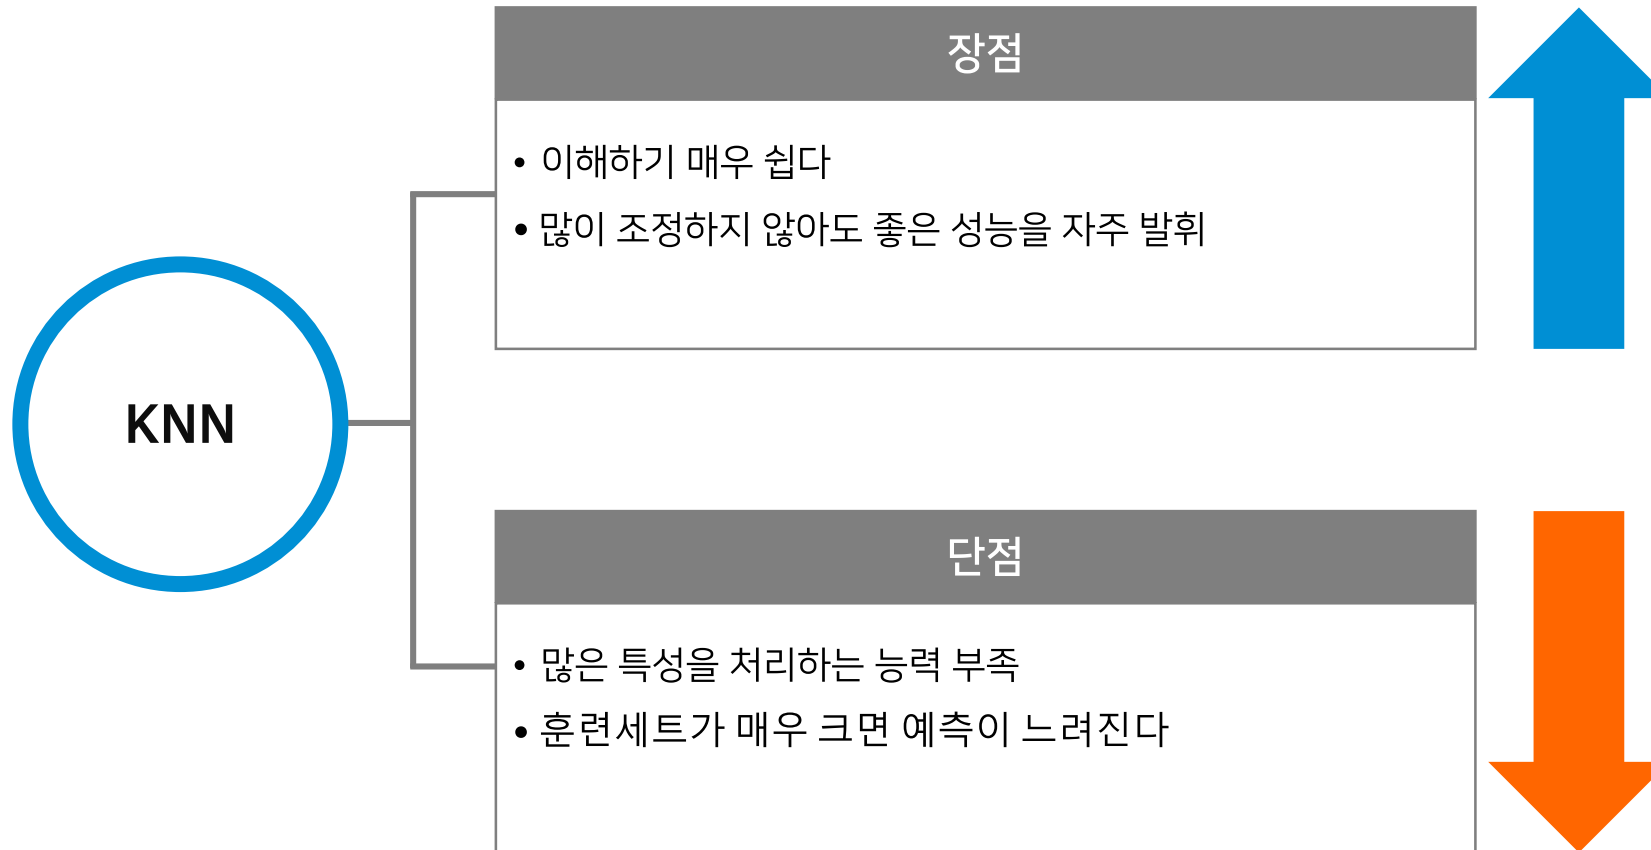 장점
• 이해하기 매우 쉽다
• 많이 조정하지 않아도 좋은 성능을 자주 발휘
KNN
단점
• 많은 특성을 처리하는 능력 부족
• 훈련세트가 매우 크면 예측이 느려진다